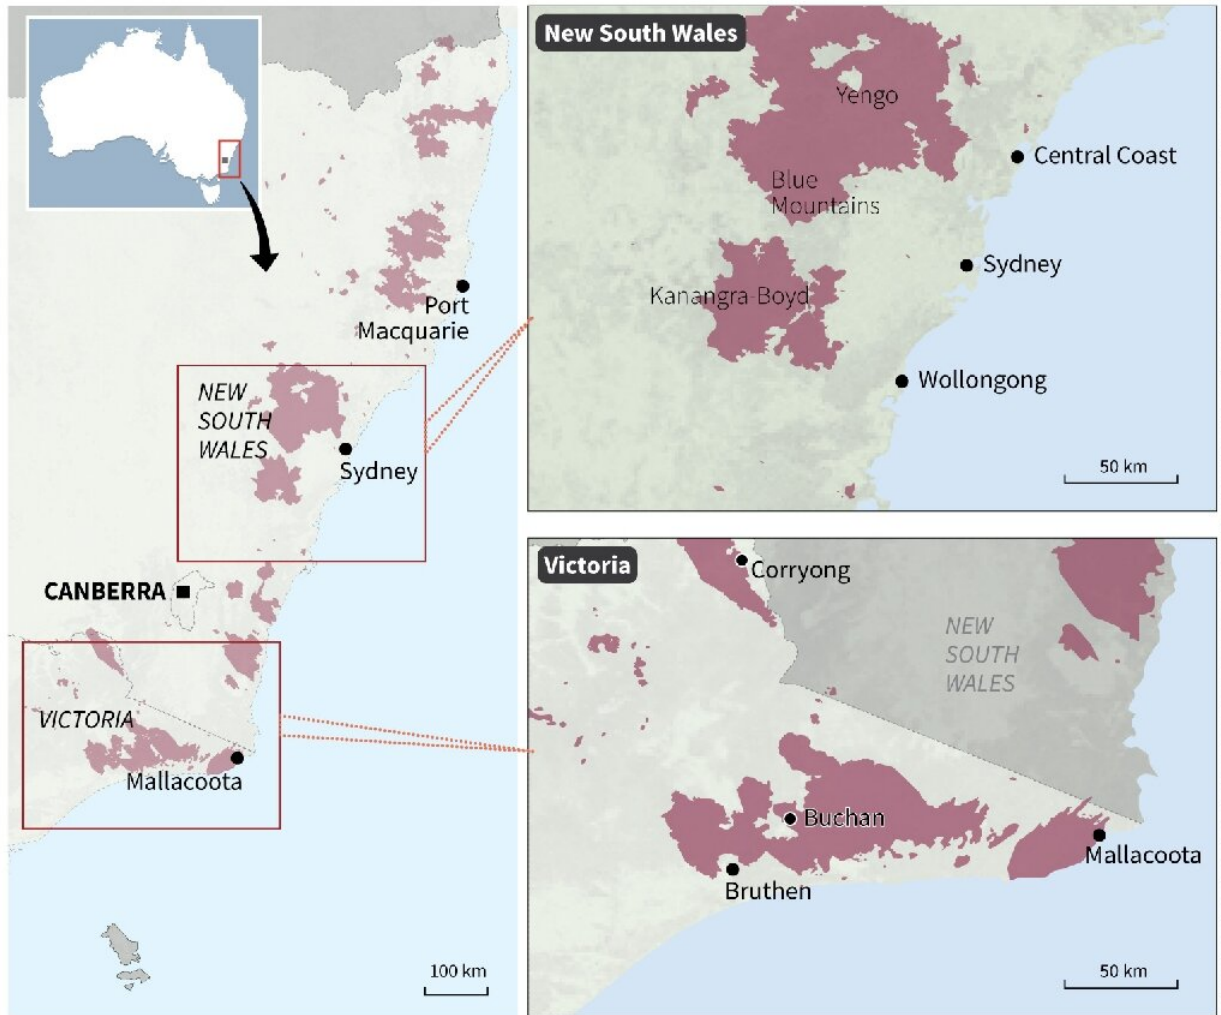 Port
Macquarie
NEW
SOUTH
WALES
Sydney
CANBERRA
VICTORIA
Mallacoota
100 km
New South Wales
Yengo
Central Coast
Blue
Mountains
Sydney
Kanangra-Boyd
Wollongong
50 km
Victoria
Corryong
NEW
SOUTH
WALES
Buchan
Mallacoota
Bruthen
50 km